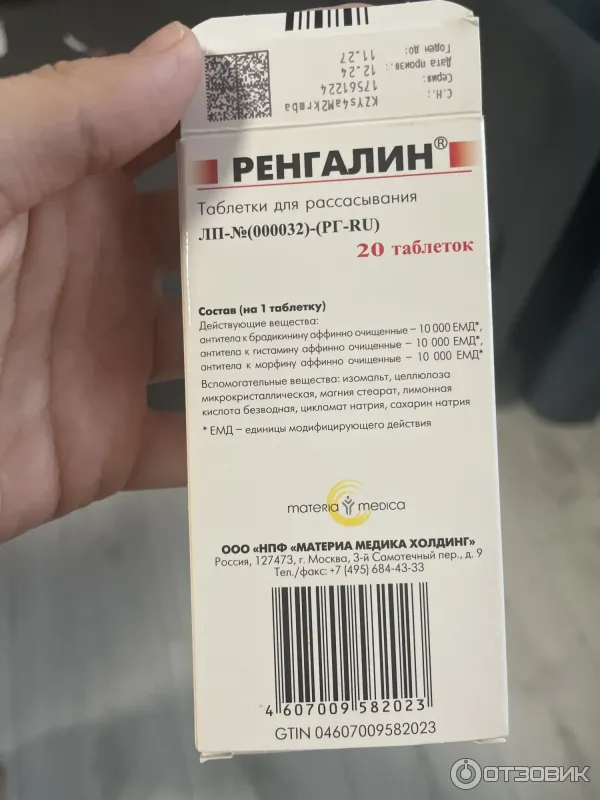 С.Н.: KZYs4aM2krmba
Серия: 17561224
Дата произв.: 12.24
Годен до: 11.27
РЕНГАЛИН®
Таблетки для рассасывания
ЛП-№(000032)-(РГ-RU)
20 таблеток
Состав (на 1 таблетку)
Действующие вещества:
антитела к брадикинину аффинно очищенные – 10 000 ЕМД*,
антитела к гистамину аффинно очищенные – 10 000 ЕМД*,
антитела к морфину аффинно очищенные – 10 000 ЕМД*
Вспомогательные вещества: изомальт, целлюлоза
микрокристаллическая, магния стеарат, лимонная
кислота безводная, цикламат натрия, сахарин натрия
* ЕМД – единицы модифицирующего действия
materia medica
ООО «НПФ «МАТЕРИА МЕДИКА ХОЛДИНГ»
Россия, 127473, г. Москва, 3-й Самотечный пер., д. 9
Тел./факс: +7 (495) 684-43-33
4 607009 582023
GTIN 04607009582023
ОТЗОВИК